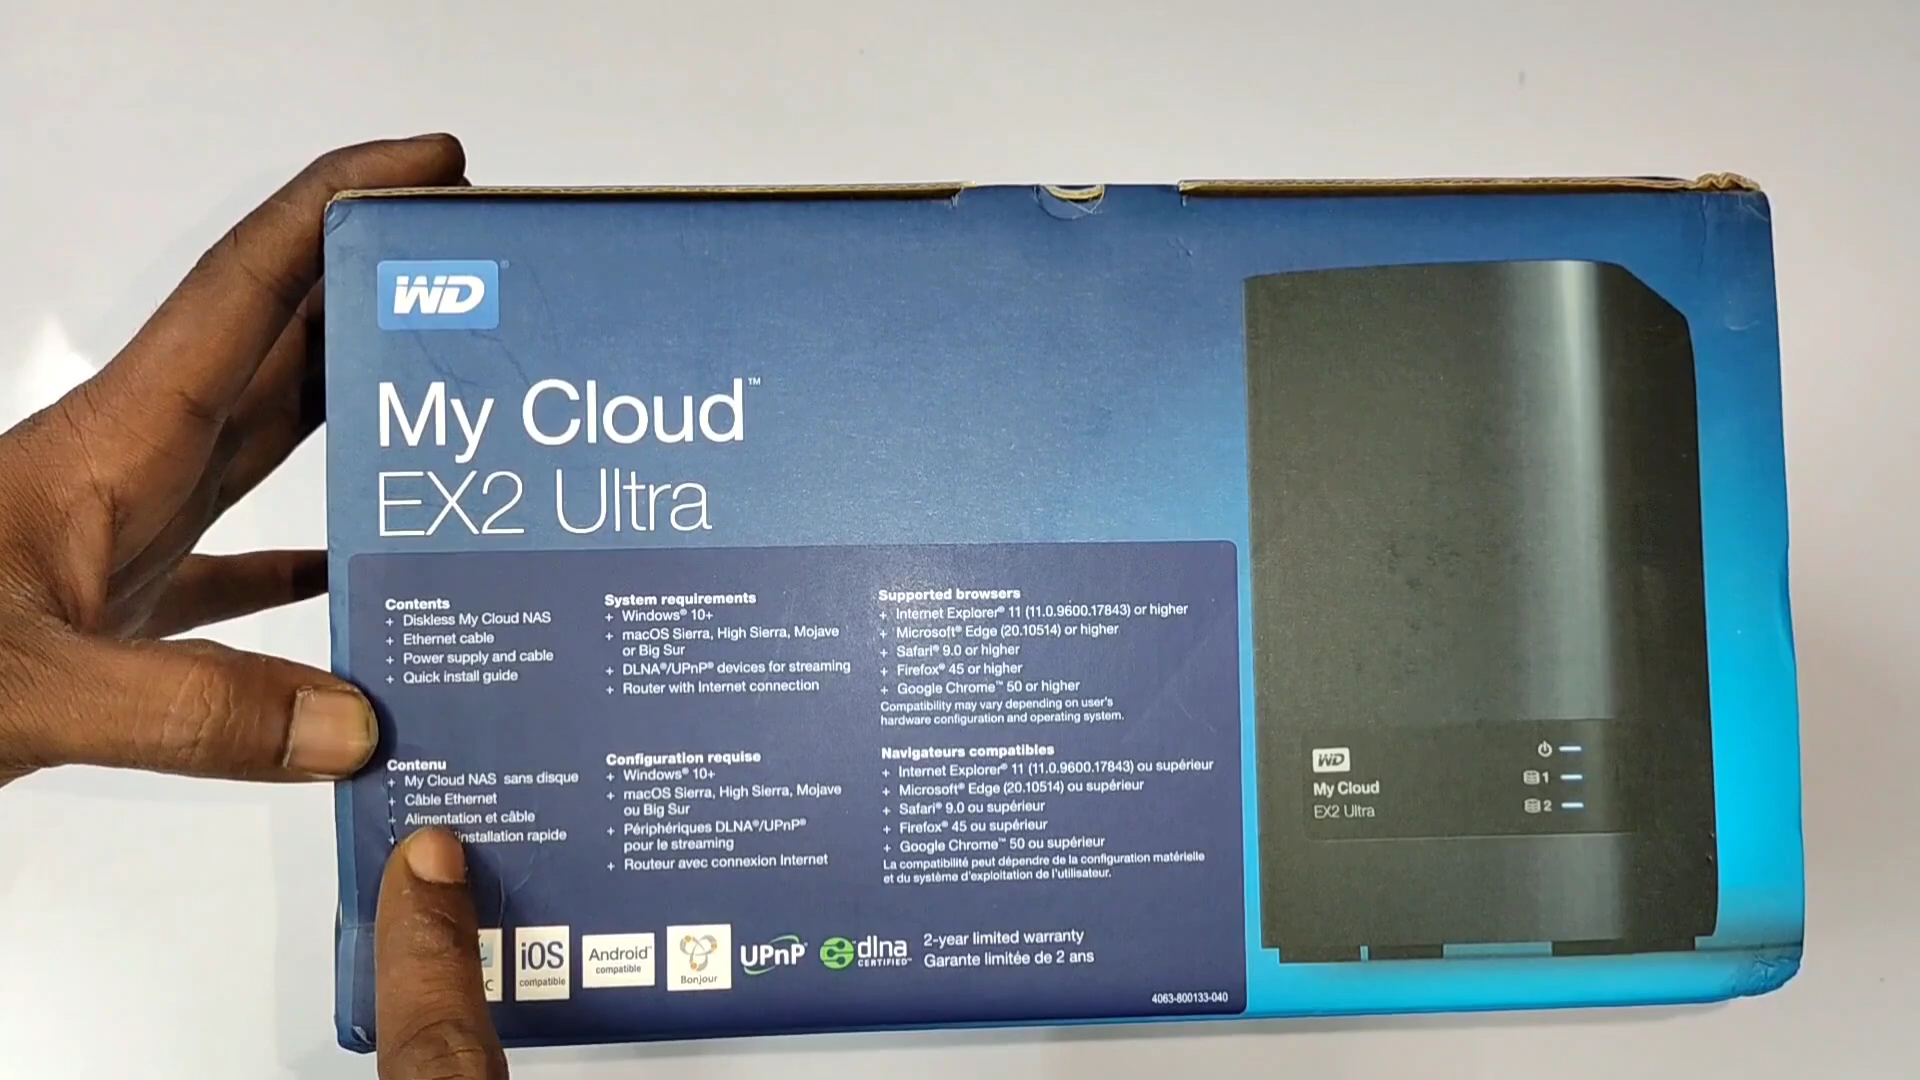 WD
My Cloud™
EX2 Ultra
Contents
+ Diskless My Cloud NAS
+ Ethernet cable
+ Power supply and cable
+ Quick install guide
System requirements
+ Windows® 10+
+ macOS Sierra, High Sierra, Mojave
or Big Sur
+ DLNA®/UPnP® devices for streaming
+ Router with Internet connection
Supported browsers
+ Internet Explorer® 11 (11.0.9600.17843) or higher
+ Microsoft® Edge (20.10514) or higher
+ Safari® 9.0 or higher
+ Firefox® 45 or higher
+ Google Chrome™ 50 or higher
Compatibility may vary depending on user's
hardware configuration and operating system.
Contenu
+ My Cloud NAS sans disque
+ Câble Ethernet
+ Alimentation et câble
+ installation rapide
Configuration requise
+ Windows® 10+
+ macOS Sierra, High Sierra, Mojave
ou Big Sur
+ Périphériques DLNA®/UPnP®
pour le streaming
+ Routeur avec connexion Internet
Navigateurs compatibles
+ Internet Explorer® 11 (11.0.9600.17843) ou supérieur
+ Microsoft® Edge (20.10514) ou supérieur
+ Safari® 9.0 ou supérieur
+ Firefox® 45 ou supérieur
+ Google Chrome™ 50 ou supérieur
La compatibilité peut dépendre de la configuration matérielle
et du système d'exploitation de l'utilisateur.
iOS
compatible
Android™
compatible
Bonjour
UPnP®
dlna
CERTIFIED™
2-year limited warranty
Garante limitée de 2 ans
4063-800133-040
WD
My Cloud
EX2 Ultra
1
2